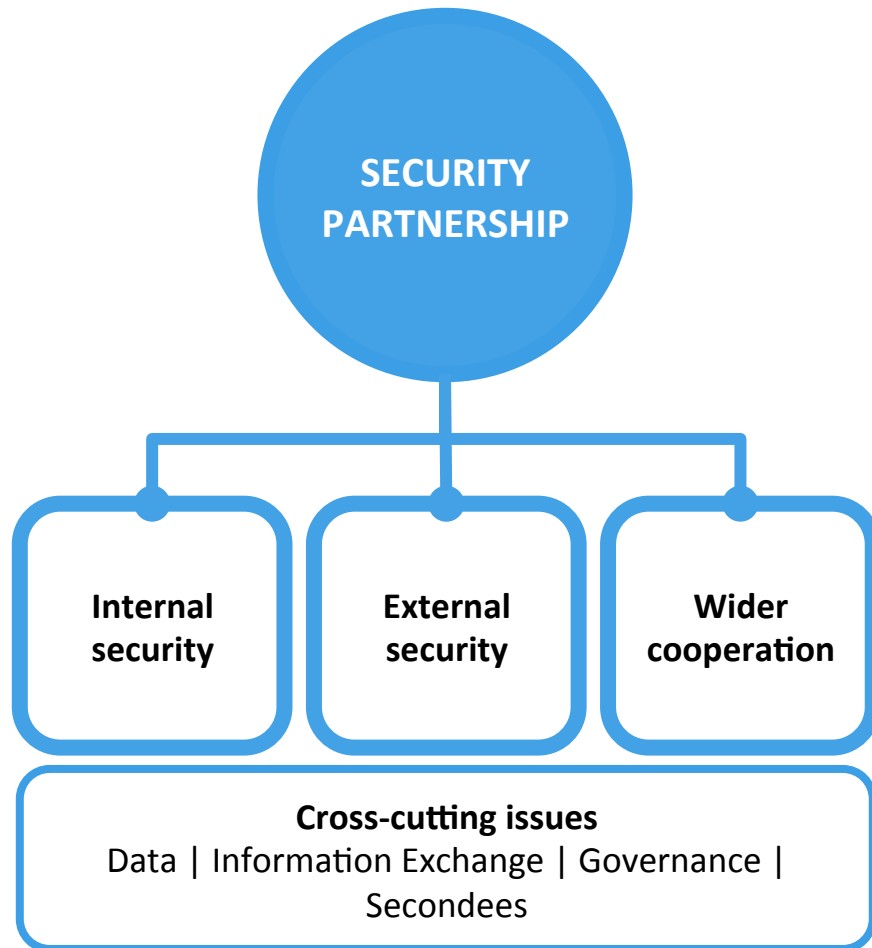 SECURITY
PARTNERSHIP
Internal
security
External
security
Wider
cooperation
Cross-cutting issues
Data | Information Exchange | Governance |
Secondees